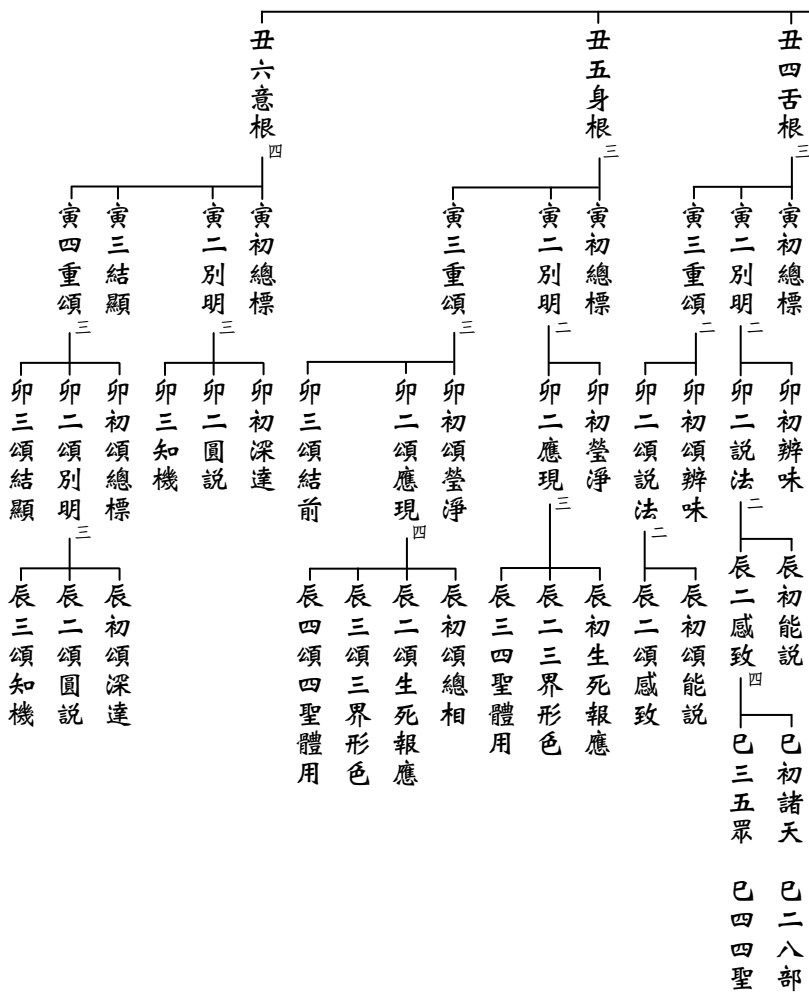 丑四舌根
三
寅初總標
寅二別明
二
卯初辨味
卯二說法
二
辰初能說
辰二感致
四
巳初諸天
巳二八部
巳三五眾
巳四四聖
寅三重頌
二
卯初頌辨味
卯二頌說法
二
辰初頌能說
辰二頌感致
丑五身根
三
寅初總標
寅二別明
二
卯初瑩淨
卯二應現
三
辰初生死報應
辰二三界形色
辰三四聖體用
寅三重頌
三
卯初頌瑩淨
卯二頌應現
四
辰初頌總相
辰二頌生死報應
辰三頌三界形色
辰四頌四聖體用
卯三頌結前
丑六意根
四
寅初總標
寅二別明
三
卯初深達
卯二圓說
卯三知機
寅三結顯
寅四重頌
三
卯初頌總標
卯二頌別明
三
辰初頌深達
辰二頌圓說
辰三頌知機
卯三頌結顯